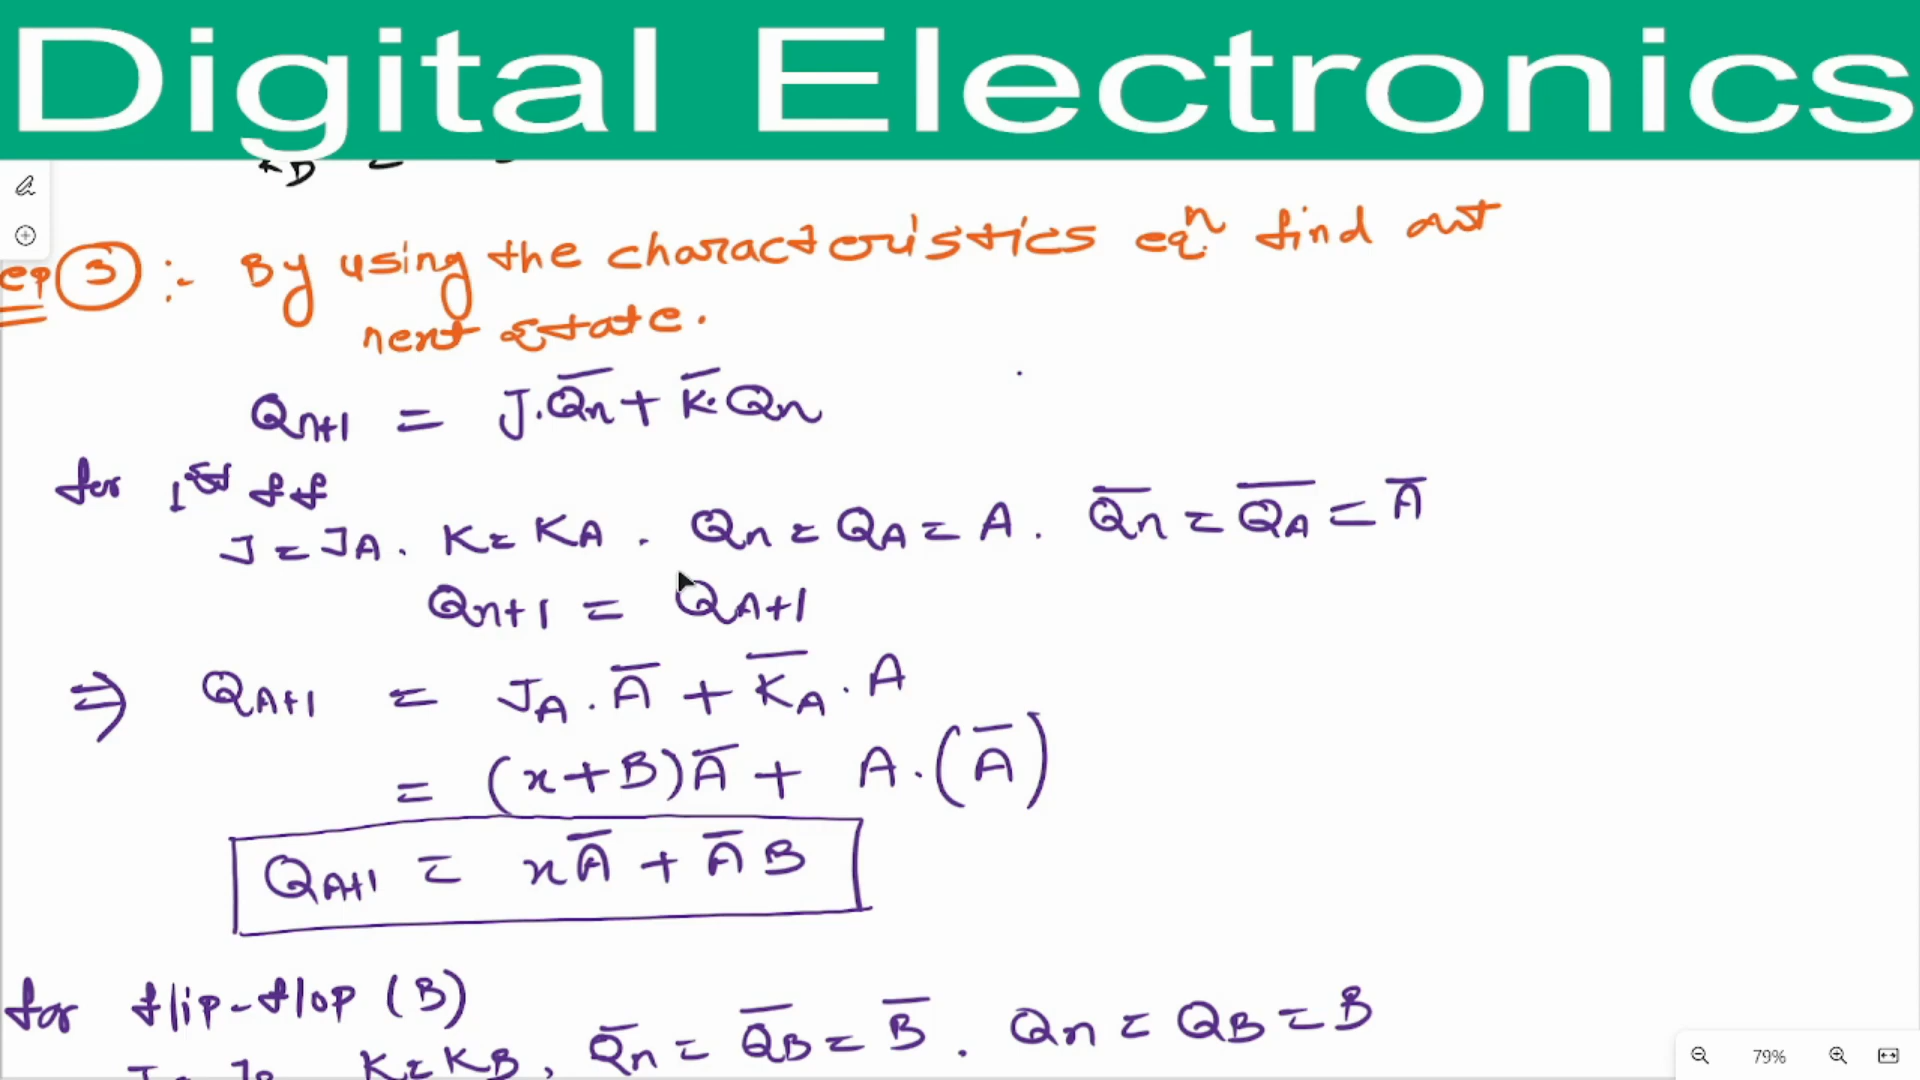 Digital Electronics
ep ③ :- By using the characteristics eqⁿ. find out
next state.
Qn+1 = J.Q̅n̅ + K̅.Qn
for 1st ff
J = JA . K = KA . Qn = QA = A . Q̅n̅ = Q̅A̅ = A̅
Qn+1 = QA+1
⇒ QA+1 = JA . A̅ + K̅A̅ . A
= (x+B)A̅ + A.(A̅)
QA+1 = xA̅ + A̅B
for flip-flop (B)
K = KB , Q̅n̅ = Q̅B̅ = B̅ . Qn = QB = B
79%